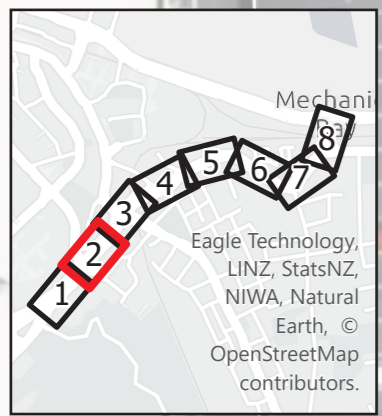 Mechani
Bay
8
7
6
5
4
3
2
1
Eagle Technology,
LINZ, StatsNZ,
NIWA, Natural
Earth, ©
OpenStreetMap
contributors.